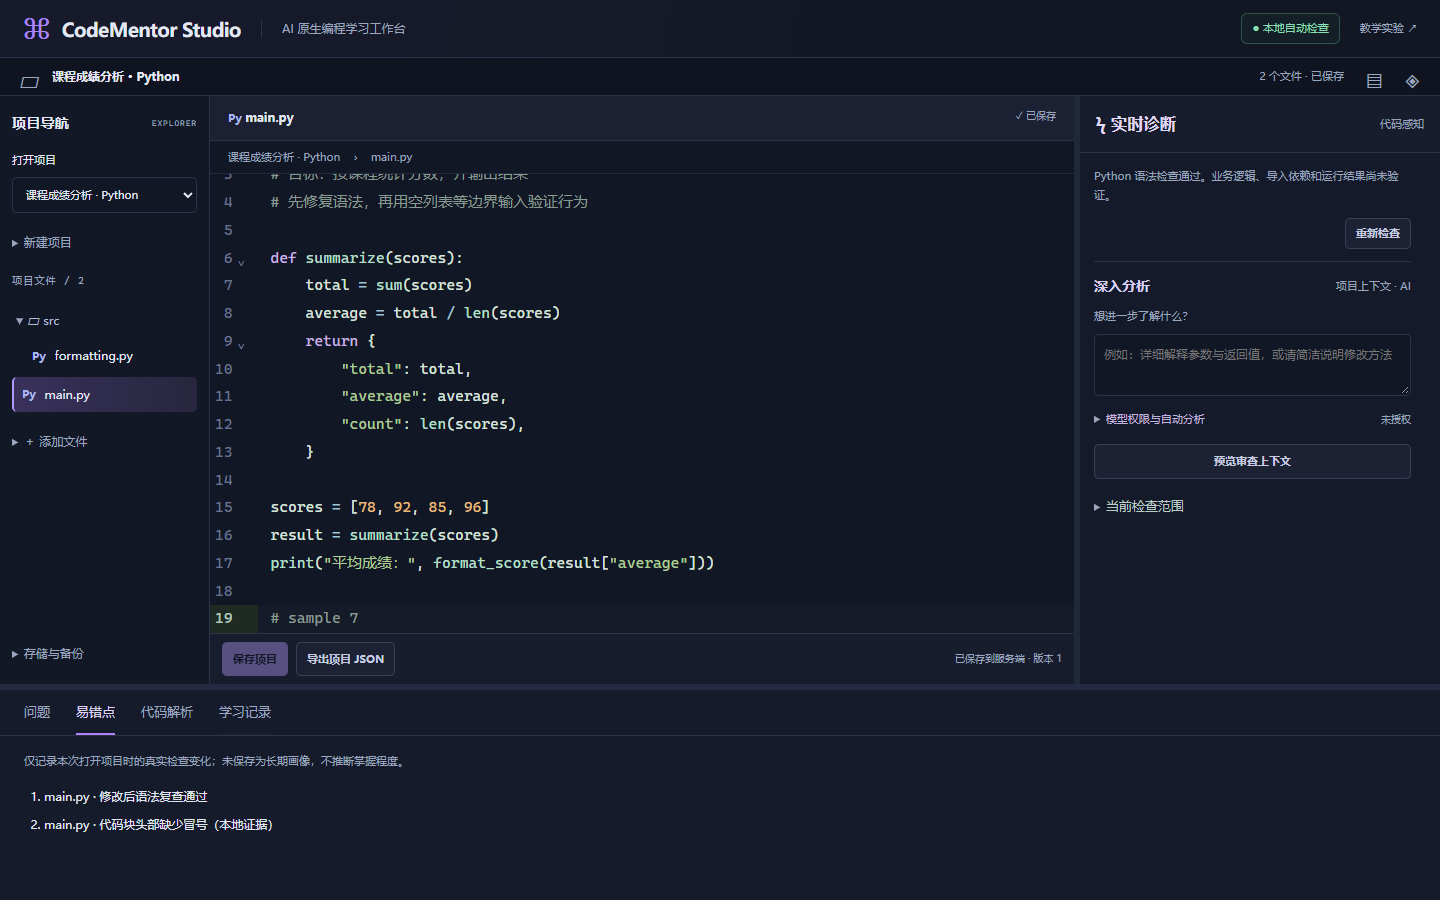 CodeMentor Studio
AI 原生编程学习工作台
● 本地自动检查
教学实验 ↗
课程成绩分析 • Python
2 个文件 · 已保存
项目导航
EXPLORER
打开项目
课程成绩分析 · Python
▸ 新建项目
项目文件 / 2
▾ src
Py formatting.py
Py main.py
▸ + 添加文件
▸ 存储与备份
Py main.py
✓ 已保存
课程成绩分析 · Python › main.py
3 # 目标：按课程统计分数，并输出结果
4 # 先修复语法，再用空列表等边界输入验证行为
5
6 def summarize(scores):
7     total = sum(scores)
8     average = total / len(scores)
9     return {
10         "total": total,
11         "average": average,
12         "count": len(scores),
13     }
14
15 scores = [78, 92, 85, 96]
16 result = summarize(scores)
17 print("平均成绩：", format_score(result["average"]))
18
19 # sample 7
保存项目
导出项目 JSON
已保存到服务端 · 版本 1
实时诊断
代码感知
Python 语法检查通过。业务逻辑、导入依赖和运行结果尚未验
证。
重新检查
深入分析
项目上下文 · AI
想进一步了解什么？
例如：详细解释参数与返回值，或请简洁说明修改方法
▸ 模型权限与自动分析
未授权
预览审查上下文
▸ 当前检查范围
问题
易错点
代码解析
学习记录
仅记录本次打开项目时的真实检查变化；未保存为长期画像，不推断掌握程度。
1. main.py · 修改后语法复查通过
2. main.py · 代码块头部缺少冒号（本地证据）